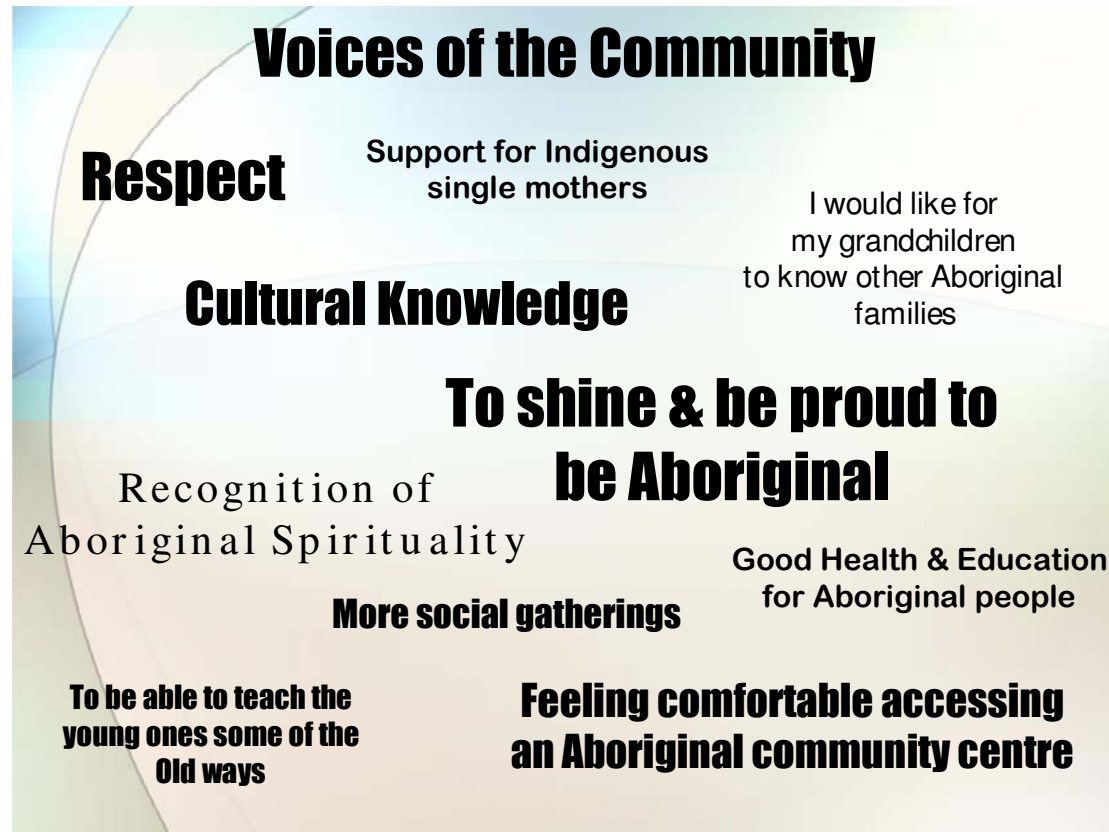 Voices of the Community
Respect
Support for Indigenous
single mothers
I would like for
my grandchildren
to know other Aboriginal
families
Cultural Knowledge
To shine & be proud to
be Aboriginal
Recognition of
Aboriginal Spirituality
Good Health & Education
for Aboriginal people
More social gatherings
To be able to teach the
young ones some of the
Old ways
Feeling comfortable accessing
an Aboriginal community centre